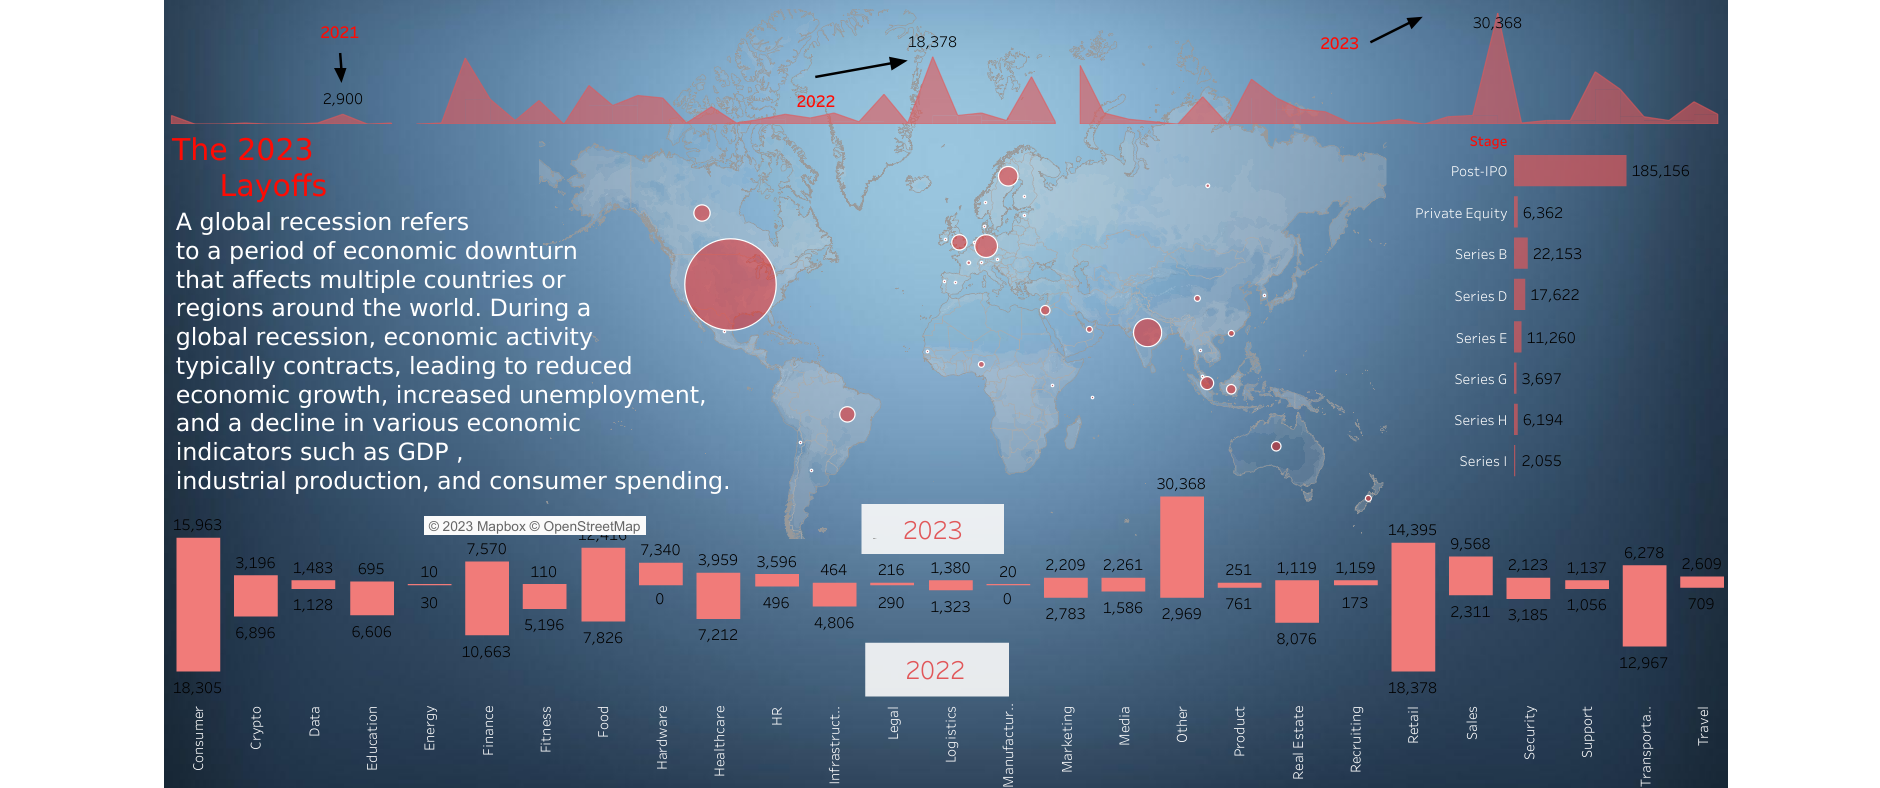 2021
2,900
18,378
2022
2023
30,368
The 2023
Layoffs
A global recession refers
to a period of economic downturn
that affects multiple countries or
regions around the world. During a
global recession, economic activity
typically contracts, leading to reduced
economic growth, increased unemployment,
and a decline in various economic
indicators such as GDP ,
industrial production, and consumer spending.
Stage
Post-IPO 185,156
Private Equity 6,362
Series B 22,153
Series D 17,622
Series E 11,260
Series G 3,697
Series H 6,194
Series I 2,055
© 2023 Mapbox © OpenStreetMap
2023
15,963 3,196 1,483 695 10 7,570 110 7,340 3,959 3,596 464 216 1,380 20 2,209 2,261 30,368 251 1,119 1,159 14,395 9,568 2,123 1,137 6,278 2,609
18,305 6,896 1,128 6,606 30 10,663 5,196 7,826 0 7,212 496 4,806 290 1,323 0 2,783 1,586 2,969 761 8,076 173 18,378 2,311 3,185 1,056 12,967 709
2022
Consumer
Crypto
Data
Education
Energy
Finance
Fitness
Food
Hardware
Healthcare
HR
Infrastruct..
Legal
Logistics
Manufactur..
Marketing
Media
Other
Product
Real Estate
Recruiting
Retail
Sales
Security
Support
Transporta..
Travel